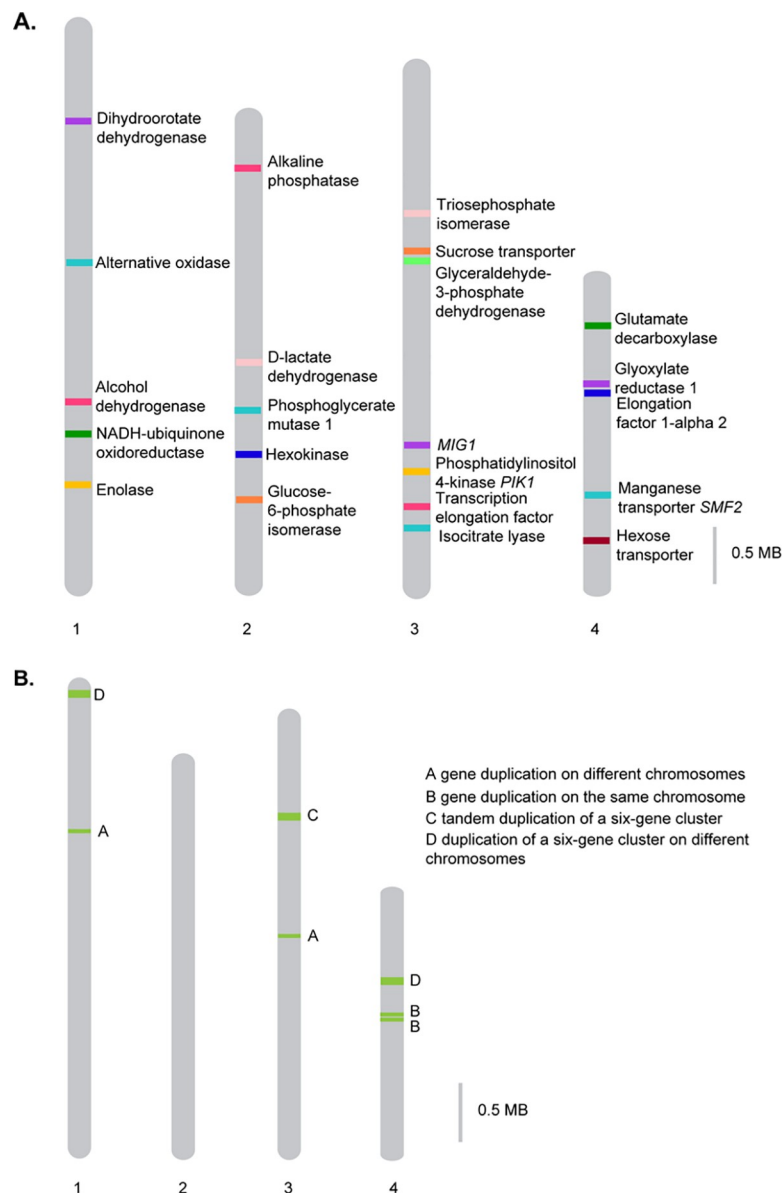 A.
Dihydroorotate
dehydrogenase
Alternative oxidase
Alcohol
dehydrogenase
NADH-ubiquinone
oxidoreductase
Enolase
1
Alkaline
phosphatase
D-lactate
dehydrogenase
Phosphoglycerate
mutase 1
Hexokinase
Glucose-
6-phosphate
isomerase
2
Triosephosphate
isomerase
Sucrose transporter
Glyceraldehyde-
3-phosphate
dehydrogenase
MIG1
Phosphatidylinositol
4-kinase PIK1
Transcription
elongation factor
Isocitrate lyase
3
Glutamate
decarboxylase
Glyoxylate
reductase 1
Elongation
factor 1-alpha 2
Manganese
transporter SMF2
Hexose
transporter
4
0.5 MB
B.
D
A
1
2
C
A
3
D
B
B
4
A gene duplication on different chromosomes
B gene duplication on the same chromosome
C tandem duplication of a six-gene cluster
D duplication of a six-gene cluster on different
chromosomes
0.5 MB